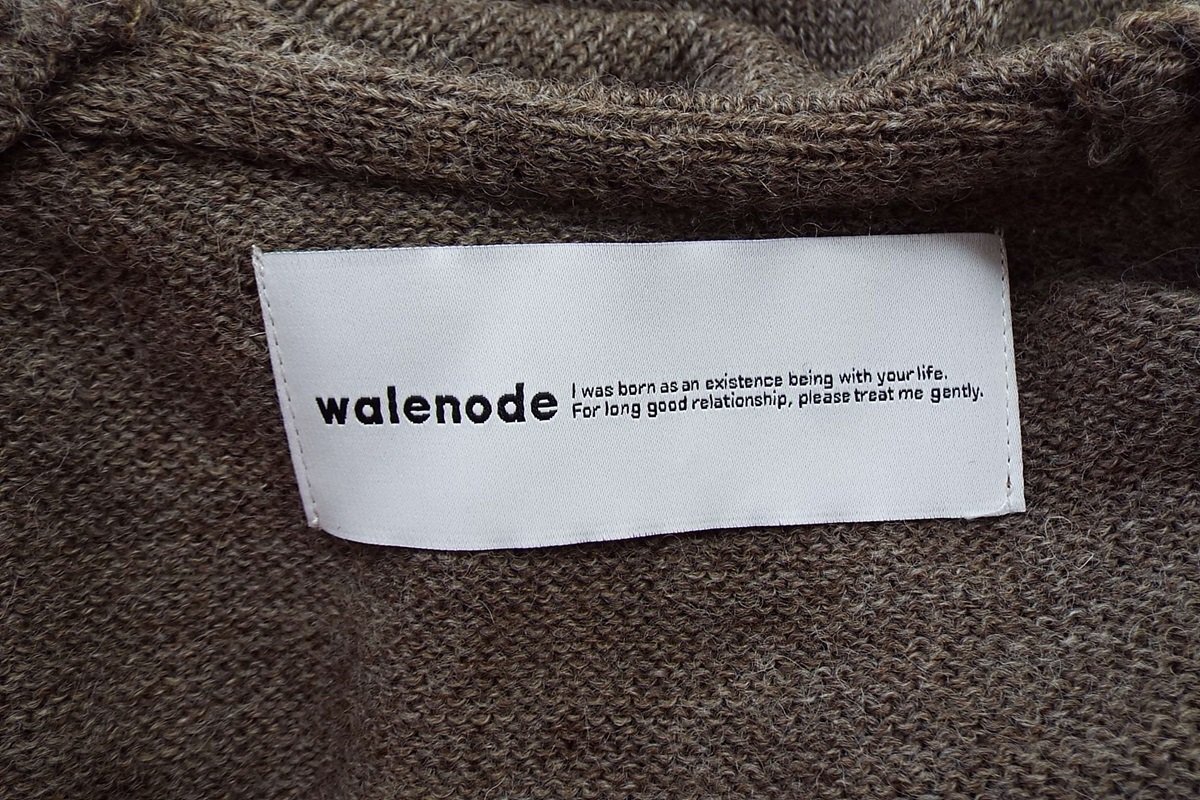 walenode
I was born as an existence being with your life.
For long good relationship, please treat me gently.